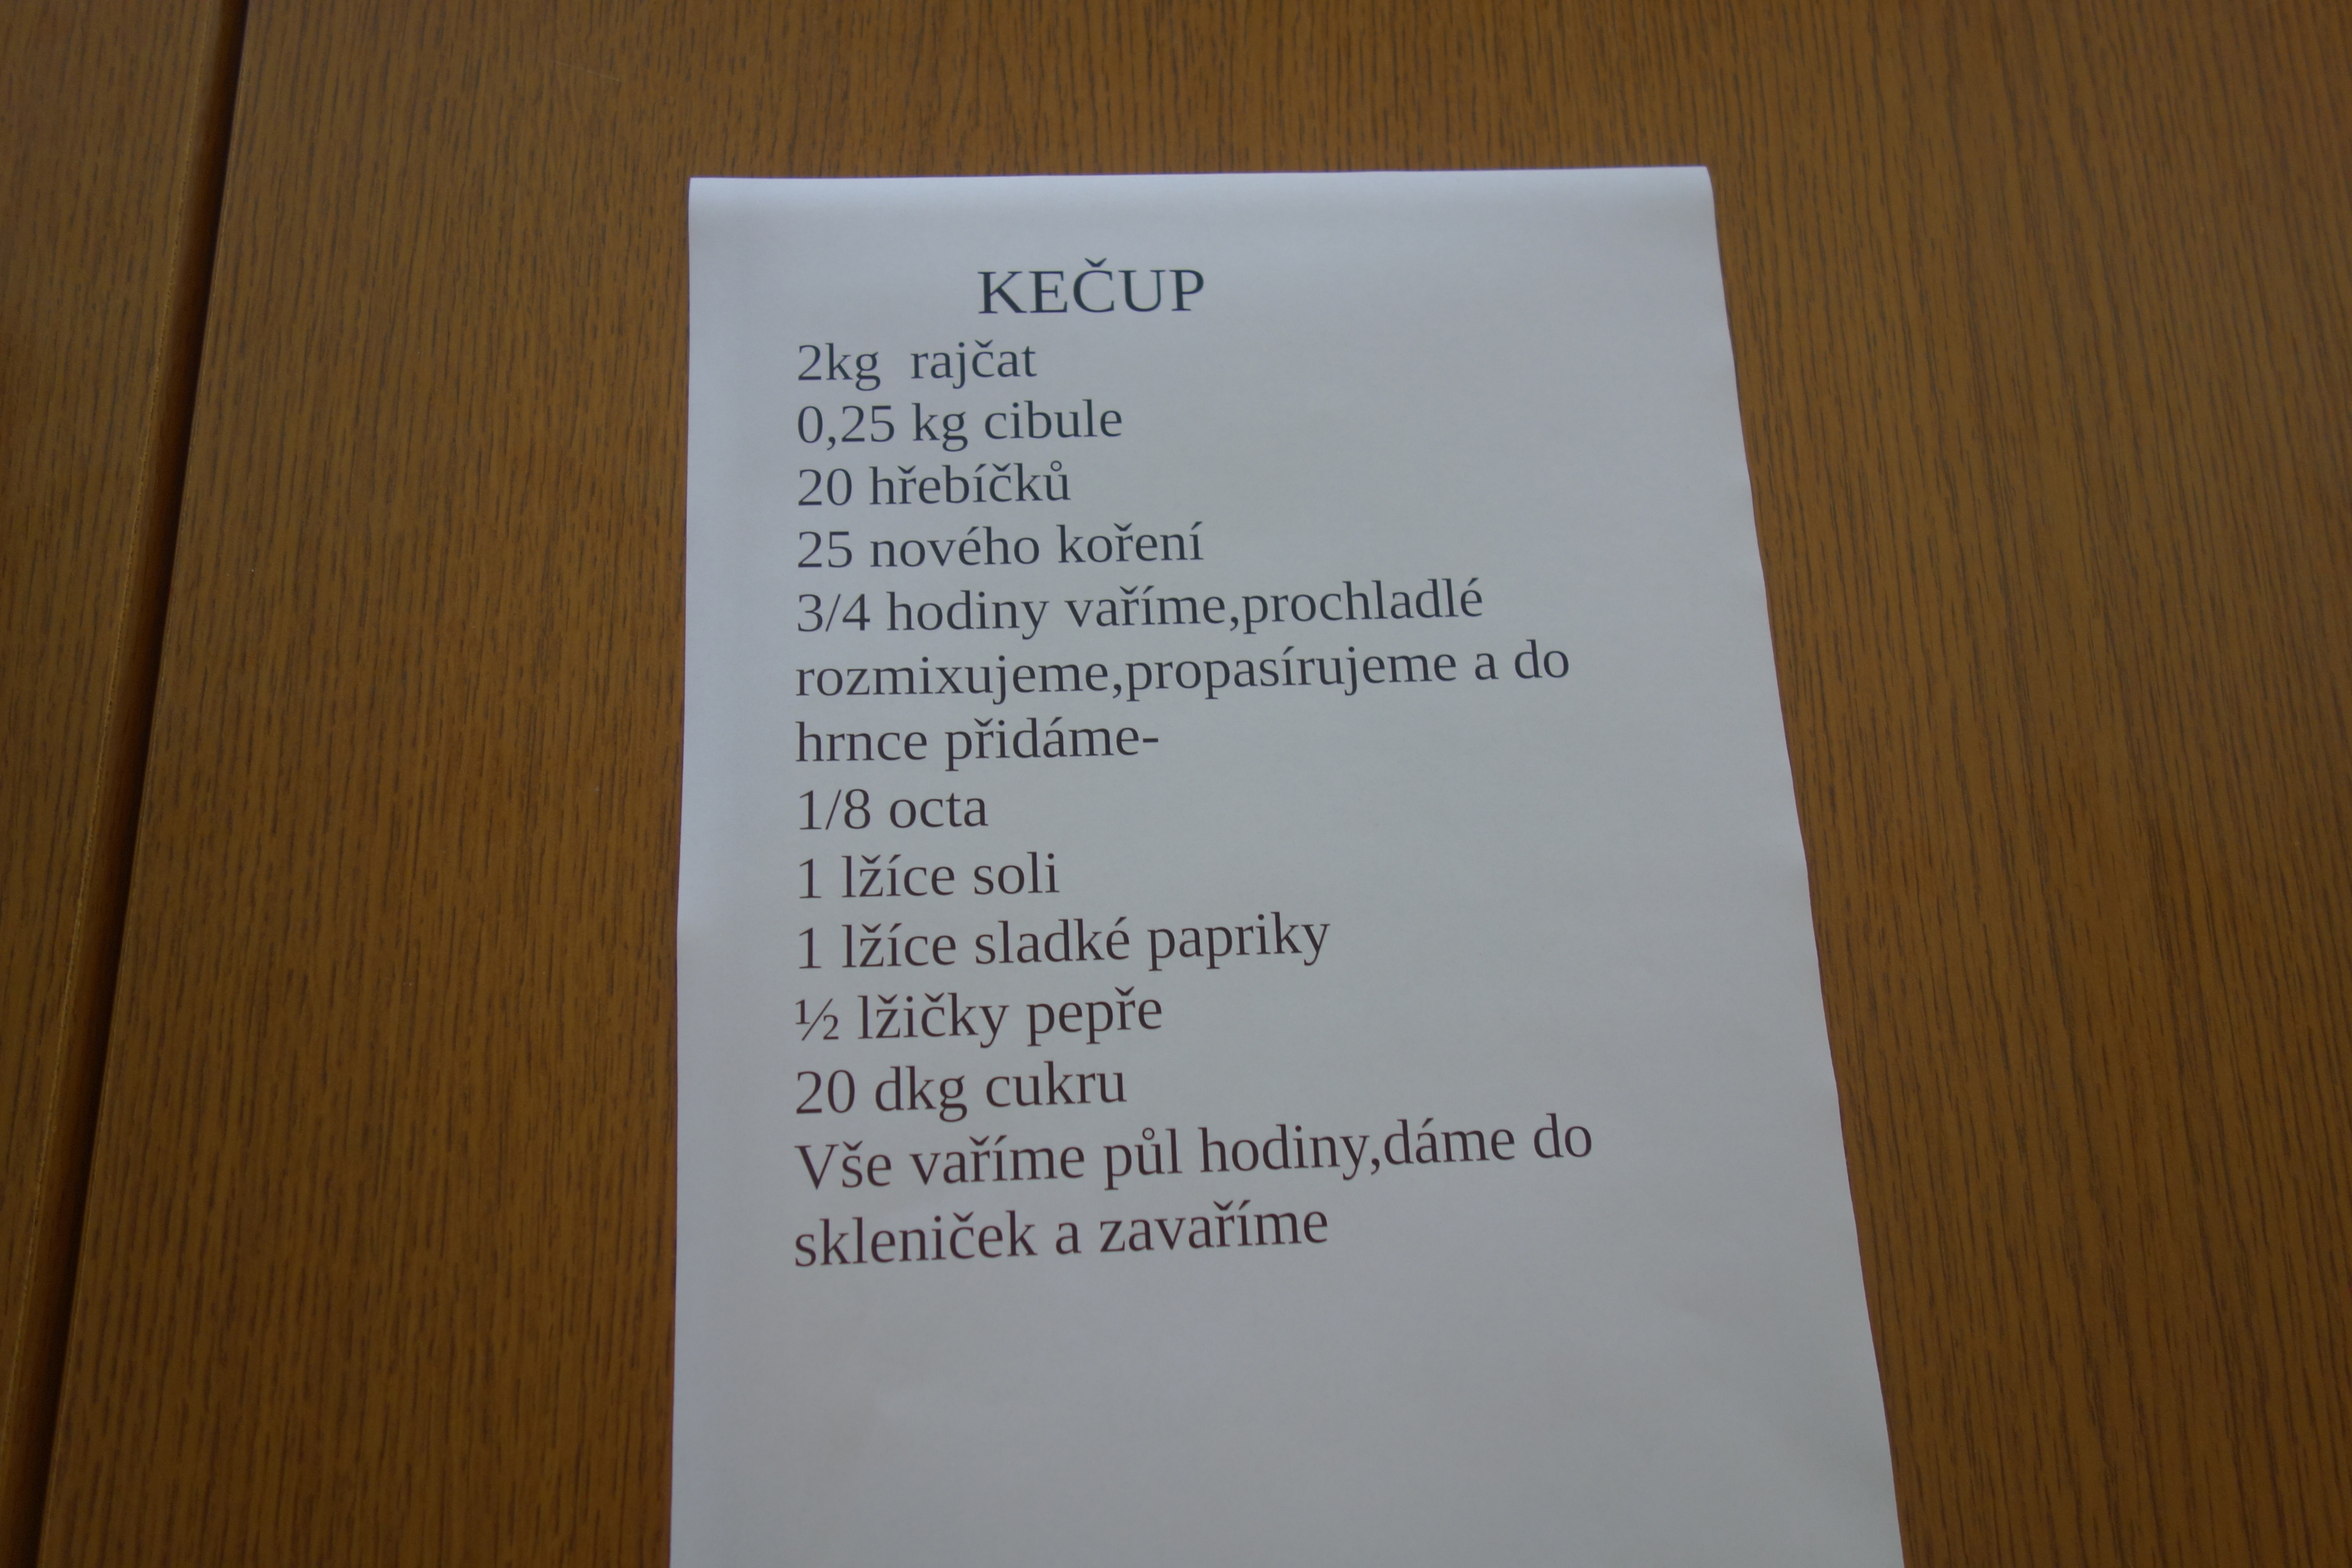 KEČUP
2kg  rajčat
0,25 kg cibule
20 hřebíčků
25 nového koření
3/4 hodiny vaříme,prochladlé
rozmixujeme,propasírujeme a do
hrnce přidáme-
1/8 octa
1 lžíce soli
1 lžíce sladké papriky
½ lžičky pepře
20 dkg cukru
Vše vaříme půl hodiny,dáme do
skleniček a zavaříme